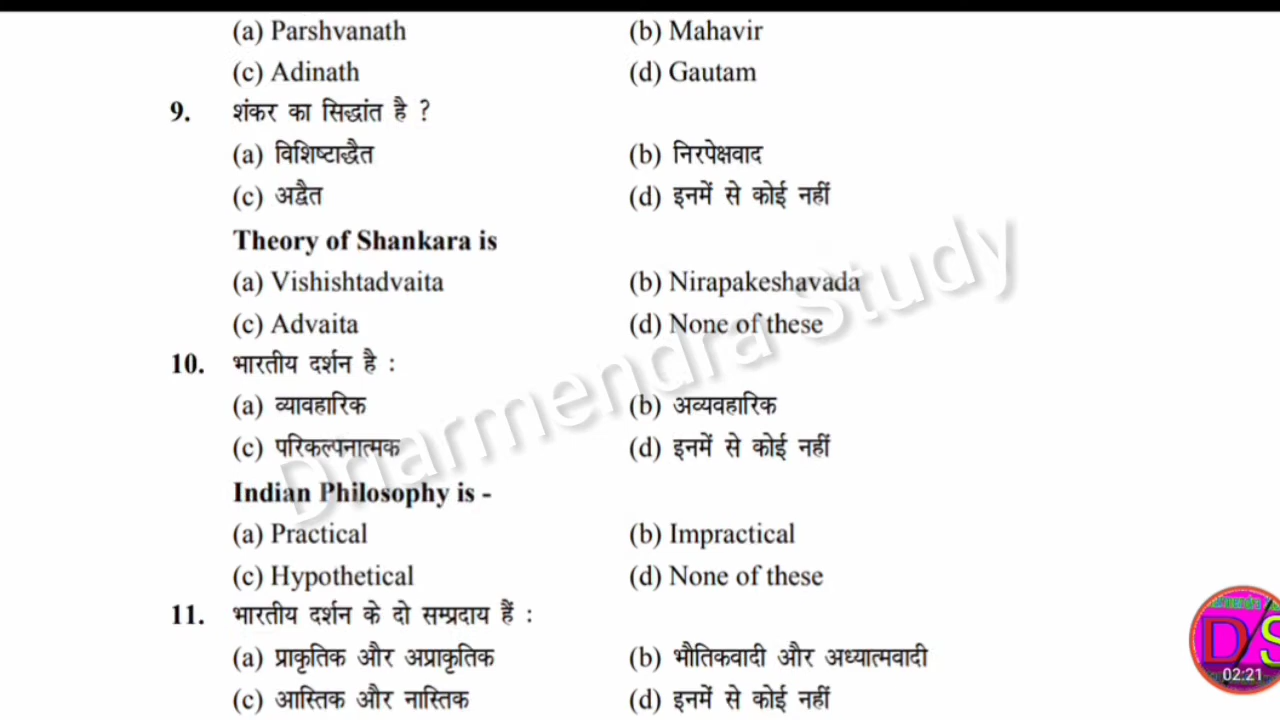 (a) Parshvanath (b) Mahavir
(c) Adinath (d) Gautam
9. शंकर का सिद्धांत है ?
(a) विशिष्टाद्धैत (b) निरपेक्षवाद
(c) अद्वैत (d) इनमें से कोई नहीं
Theory of Shankara is
(a) Vishishtadvaita (b) Nirapakeshavada
(c) Advaita (d) None of these
10. भारतीय दर्शन है :
(a) व्यावहारिक (b) अव्यवहारिक
(c) परिकल्पनात्मक (d) इनमें से कोई नहीं
Indian Philosophy is -
(a) Practical (b) Impractical
(c) Hypothetical (d) None of these
11. भारतीय दर्शन के दो सम्प्रदाय हैं :
(a) प्राकृतिक और अप्राकृतिक (b) भौतिकवादी और अध्यात्मवादी
(c) आस्तिक और नास्तिक (d) इनमें से कोई नहीं
Dharmendra Study
D/S
02:21